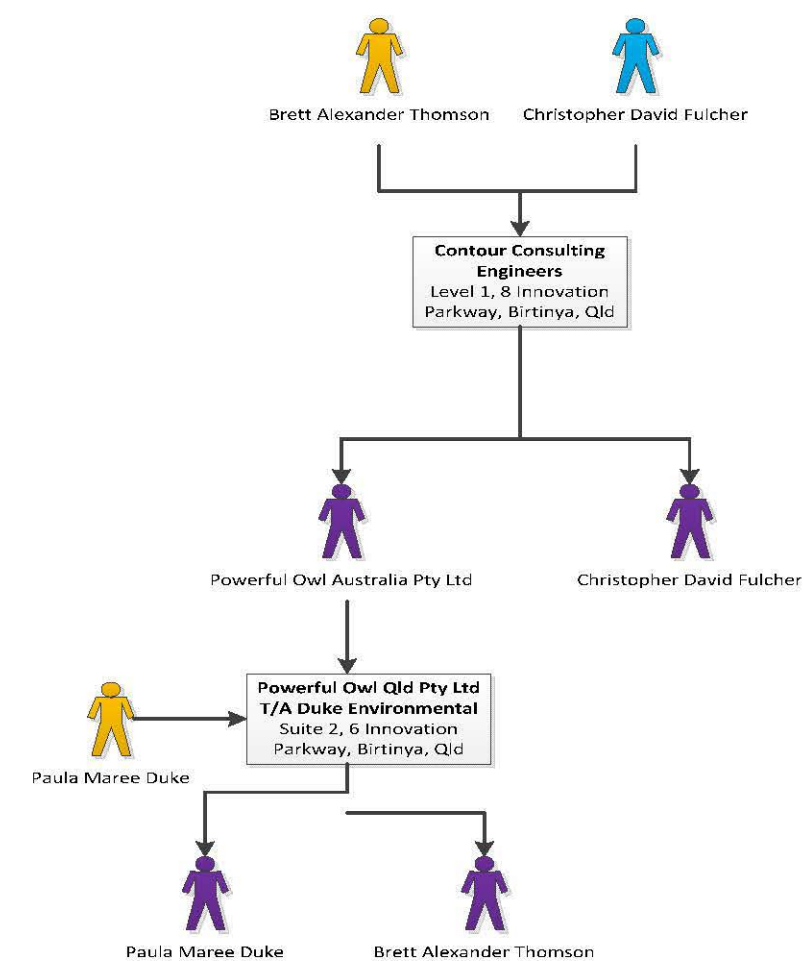 Brett Alexander Thomson
Christopher David Fulcher
Contour Consulting
Engineers
Level 1, 8 Innovation
Parkway, Birtinya, Qld
Powerful Owl Australia Pty Ltd
Christopher David Fulcher
Powerful Owl Qld Pty Ltd
T/A Duke Environmental
Suite 2, 6 Innovation
Parkway, Birtinya, Qld
Paula Maree Duke
Paula Maree Duke
Brett Alexander Thomson